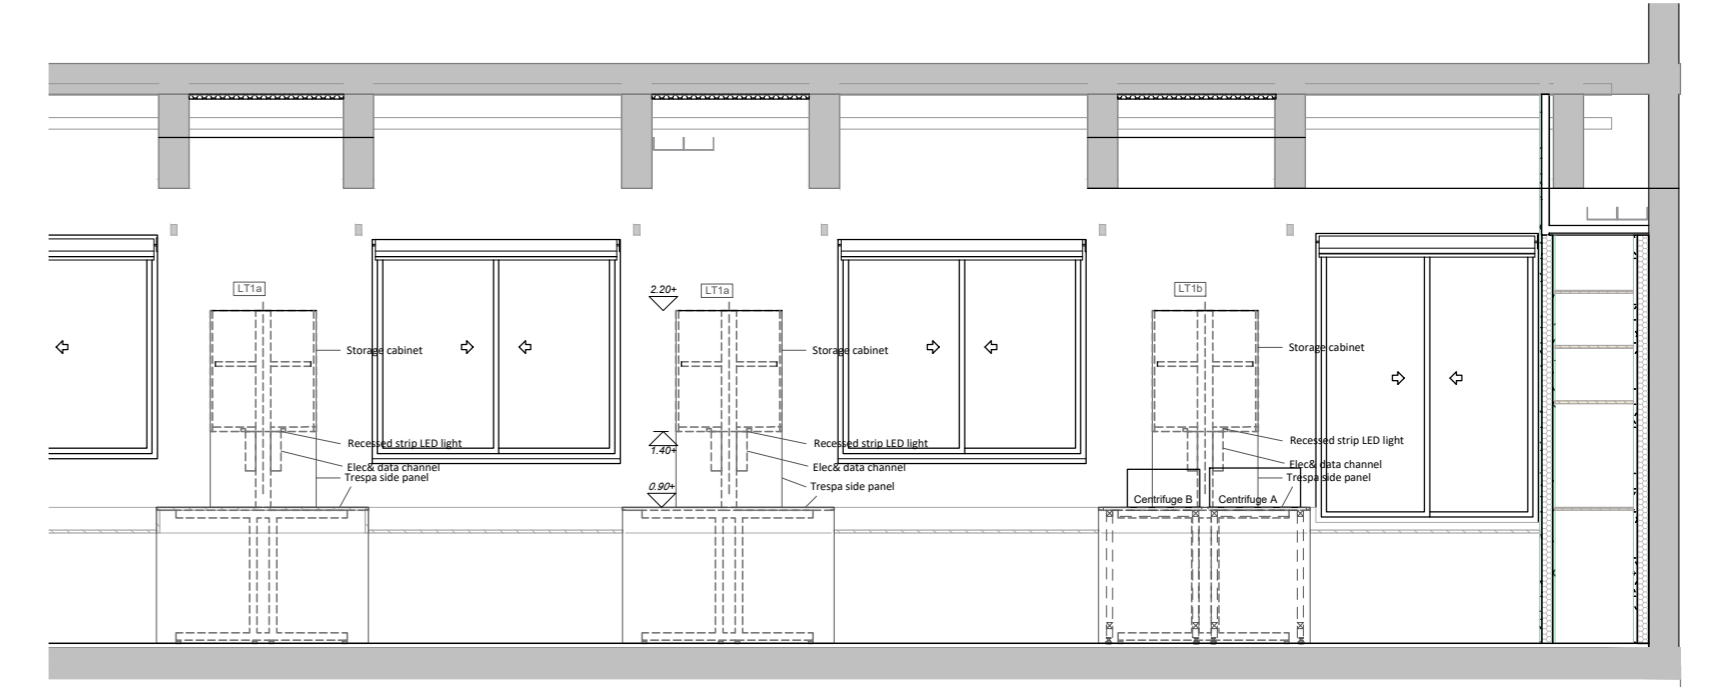 LT1a
2.20+
LT1a
LT1b
Storage cabinet
Storage cabinet
Storage cabinet
Recessed strip LED light
1.40+
Recessed strip LED light
Recessed strip LED light
Elec& data channel
Elec& data channel
Elec& data channel
Trespa side panel
0.90+
Trespa side panel
Trespa side panel
Centrifuge B
Centrifuge A